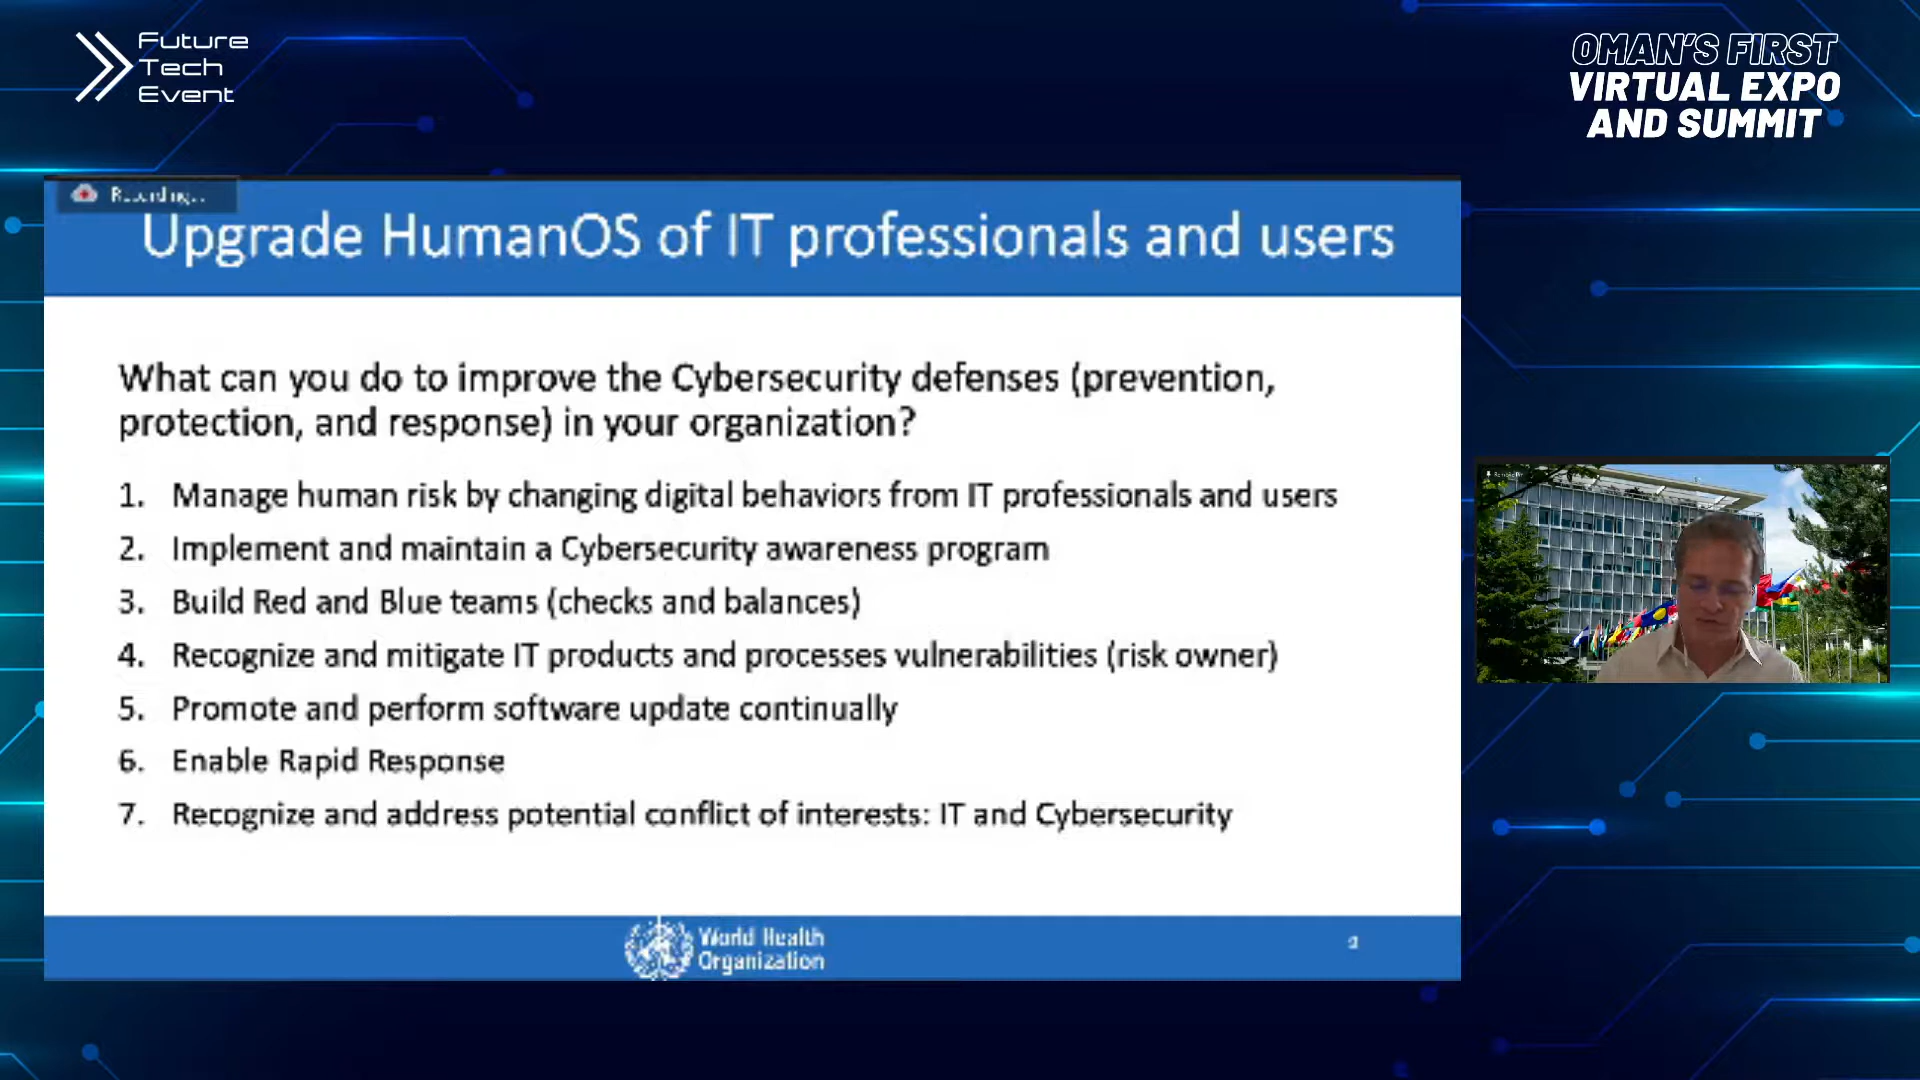 Future
Tech
Event
OMAN'S FIRST
VIRTUAL EXPO
AND SUMMIT
Recording...
Upgrade HumanOS of IT professionals and users
What can you do to improve the Cybersecurity defenses (prevention,
protection, and response) in your organization?
1. Manage human risk by changing digital behaviors from IT professionals and users
2. Implement and maintain a Cybersecurity awareness program
3. Build Red and Blue teams (checks and balances)
4. Recognize and mitigate IT products and processes vulnerabilities (risk owner)
5. Promote and perform software update continually
6. Enable Rapid Response
7. Recognize and address potential conflict of interests: IT and Cybersecurity
World Health
Organization